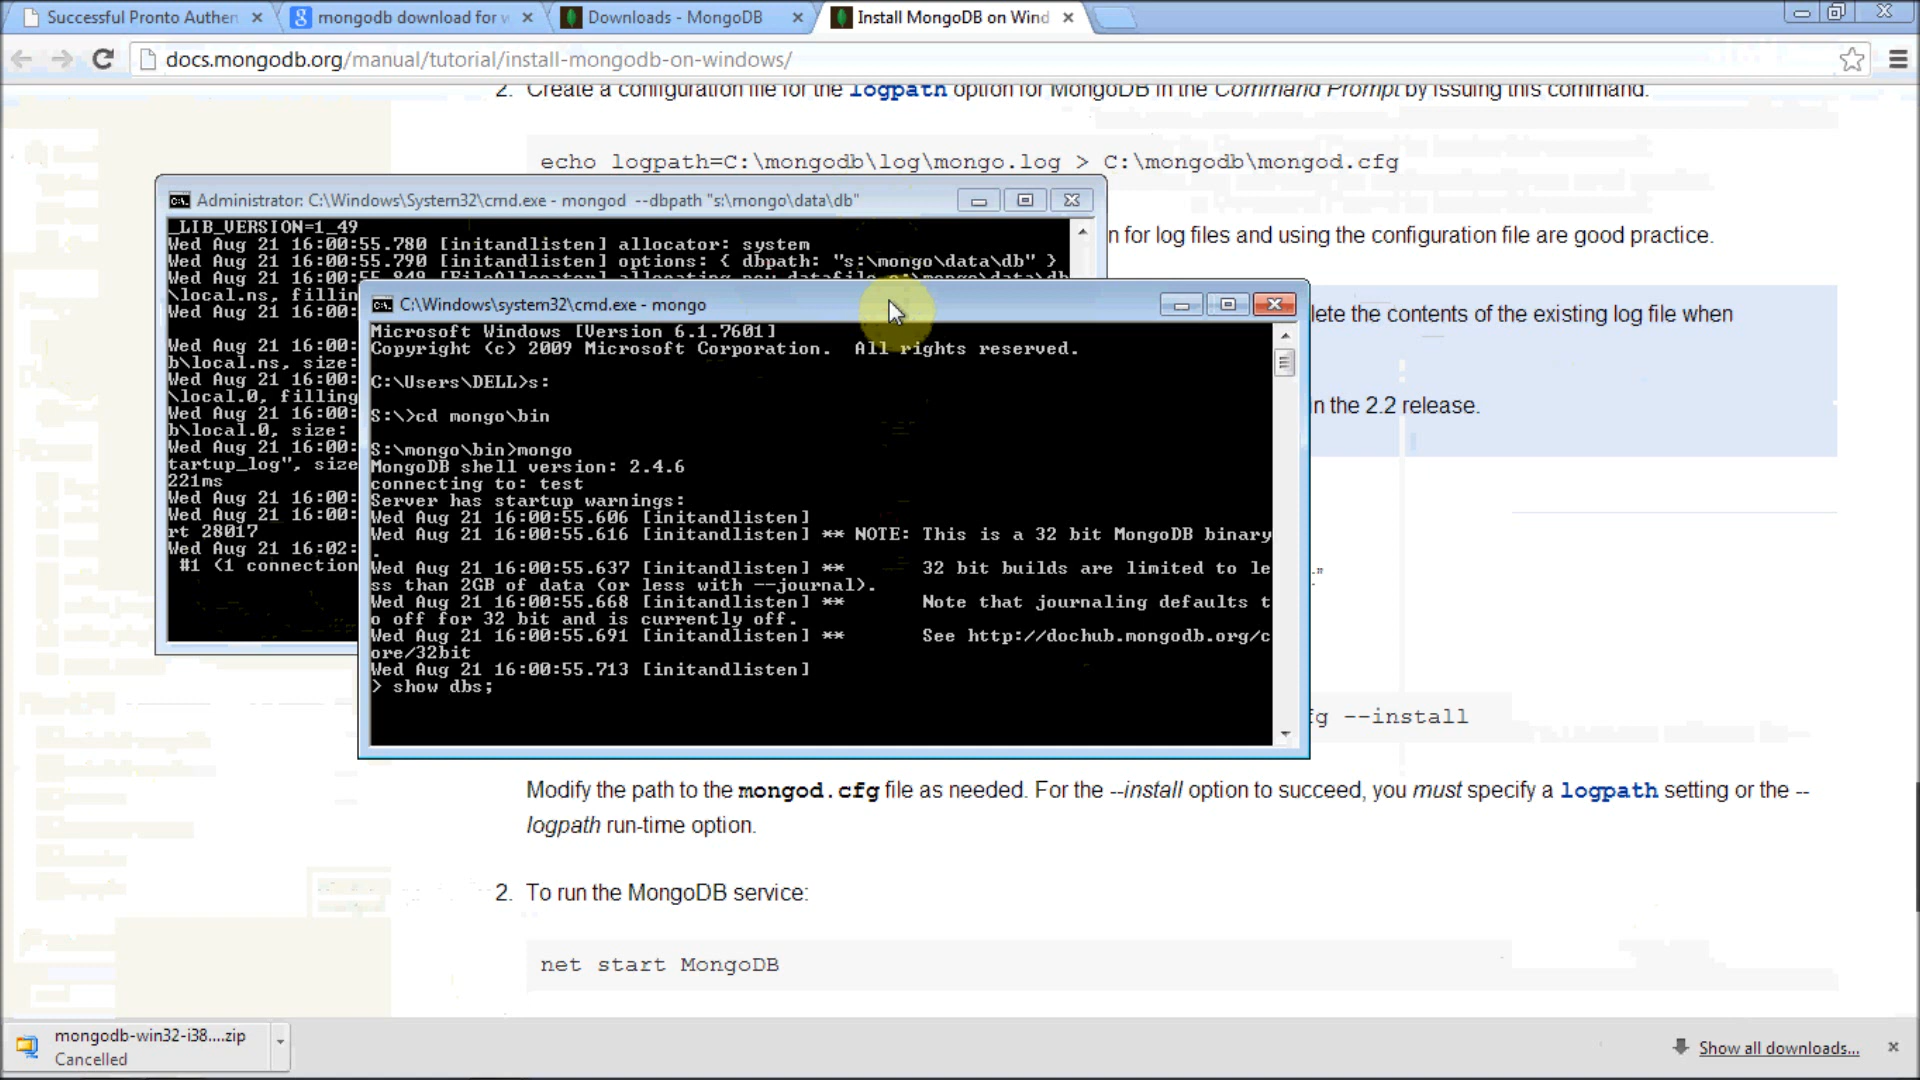 Successful Pronto Authen
mongodb download for w
Downloads - MongoDB
Install MongoDB on Wind
docs.mongodb.org/manual/tutorial/install-mongodb-on-windows/
2. Create a configuration file for the logpath option for MongoDB in the Command Prompt by issuing this command:
echo logpath=C:\mongodb\log\mongo.log > C:\mongodb\mongod.cfg
n for log files and using the configuration file are good practice.
lete the contents of the existing log file when
in the 2.2 release.
."
fg --install
Administrator: C:\Windows\System32\cmd.exe - mongod --dbpath "s:\mongo\data\db"
_LIB_VERSION=1_49
Wed Aug 21 16:00:55.780 [initandlisten] allocator: system
Wed Aug 21 16:00:55.790 [initandlisten] options: { dbpath: "s:\mongo\data\db" }
Wed Aug 21 16:00:55.849 [FileAllocator] allocating new datafile s:\mongo\data\db
\local.ns, fillin
Wed Aug 21 16:00:
Wed Aug 21 16:00:
b\local.ns, size:
Wed Aug 21 16:00:
\local.0, filling
Wed Aug 21 16:00:
b\local.0, size:
Wed Aug 21 16:00:
tartup_log", size
221ms
Wed Aug 21 16:00:
Wed Aug 21 16:00:
rt 28017
Wed Aug 21 16:02:
#1 (1 connection
C:\Windows\system32\cmd.exe - mongo
Microsoft Windows [Version 6.1.7601]
Copyright (c) 2009 Microsoft Corporation. All rights reserved.
C:\Users\DELL>s:
S:\>cd mongo\bin
S:\mongo\bin>mongo
MongoDB shell version: 2.4.6
connecting to: test
Server has startup warnings:
Wed Aug 21 16:00:55.606 [initandlisten]
Wed Aug 21 16:00:55.616 [initandlisten] ** NOTE: This is a 32 bit MongoDB binary
.
Wed Aug 21 16:00:55.637 [initandlisten] **       32 bit builds are limited to le
ss than 2GB of data (or less with --journal).
Wed Aug 21 16:00:55.668 [initandlisten] **       Note that journaling defaults t
o off for 32 bit and is currently off.
Wed Aug 21 16:00:55.691 [initandlisten] **       See http://dochub.mongodb.org/c
ore/32bit
Wed Aug 21 16:00:55.713 [initandlisten]
> show dbs;
Modify the path to the mongod.cfg file as needed. For the --install option to succeed, you must specify a logpath setting or the --
logpath run-time option.
2. To run the MongoDB service:
net start MongoDB
mongodb-win32-i38....zip
Cancelled
Show all downloads...